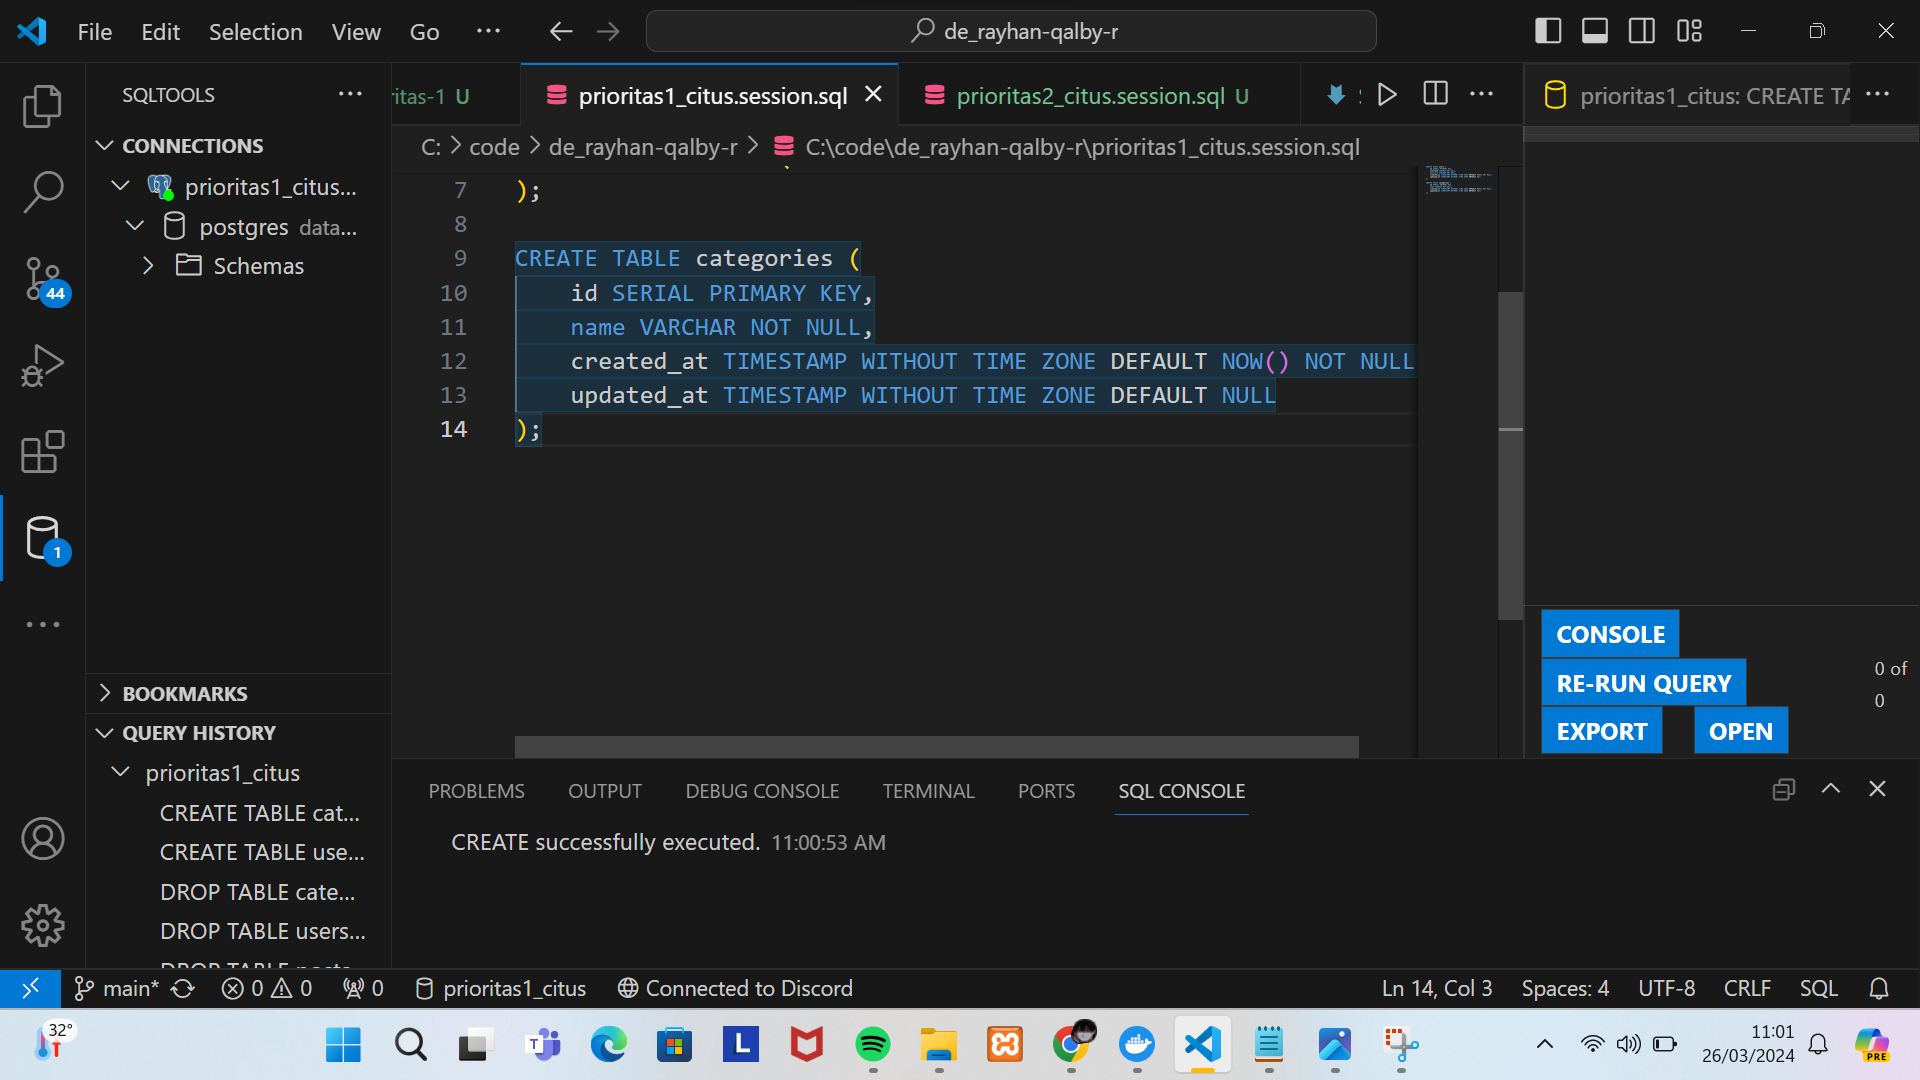 File Edit Selection View Go ···
de_rayhan-qalby-r
SQLTOOLS
CONNECTIONS
prioritas1_citus...
postgres data...
Schemas
44
1
BOOKMARKS
QUERY HISTORY
prioritas1_citus
CREATE TABLE cat...
CREATE TABLE use...
DROP TABLE cate...
DROP TABLE users...
ritas-1 U
prioritas1_citus.session.sql
prioritas2_citus.session.sql U
C: > code > de_rayhan-qalby-r > C:\code\de_rayhan-qalby-r\prioritas1_citus.session.sql
7 );
8
9 CREATE TABLE categories (
10 id SERIAL PRIMARY KEY,
11 name VARCHAR NOT NULL,
12 created_at TIMESTAMP WITHOUT TIME ZONE DEFAULT NOW() NOT NULL
13 updated_at TIMESTAMP WITHOUT TIME ZONE DEFAULT NULL
14 );
prioritas1_citus: CREATE TA
CONSOLE
RE-RUN QUERY
EXPORT OPEN
0 of
0
PROBLEMS OUTPUT DEBUG CONSOLE TERMINAL PORTS SQL CONSOLE
CREATE successfully executed. 11:00:53 AM
main* 0 0 0 prioritas1_citus Connected to Discord
Ln 14, Col 3 Spaces: 4 UTF-8 CRLF SQL
32°
T
L
PRE
11:01
26/03/2024